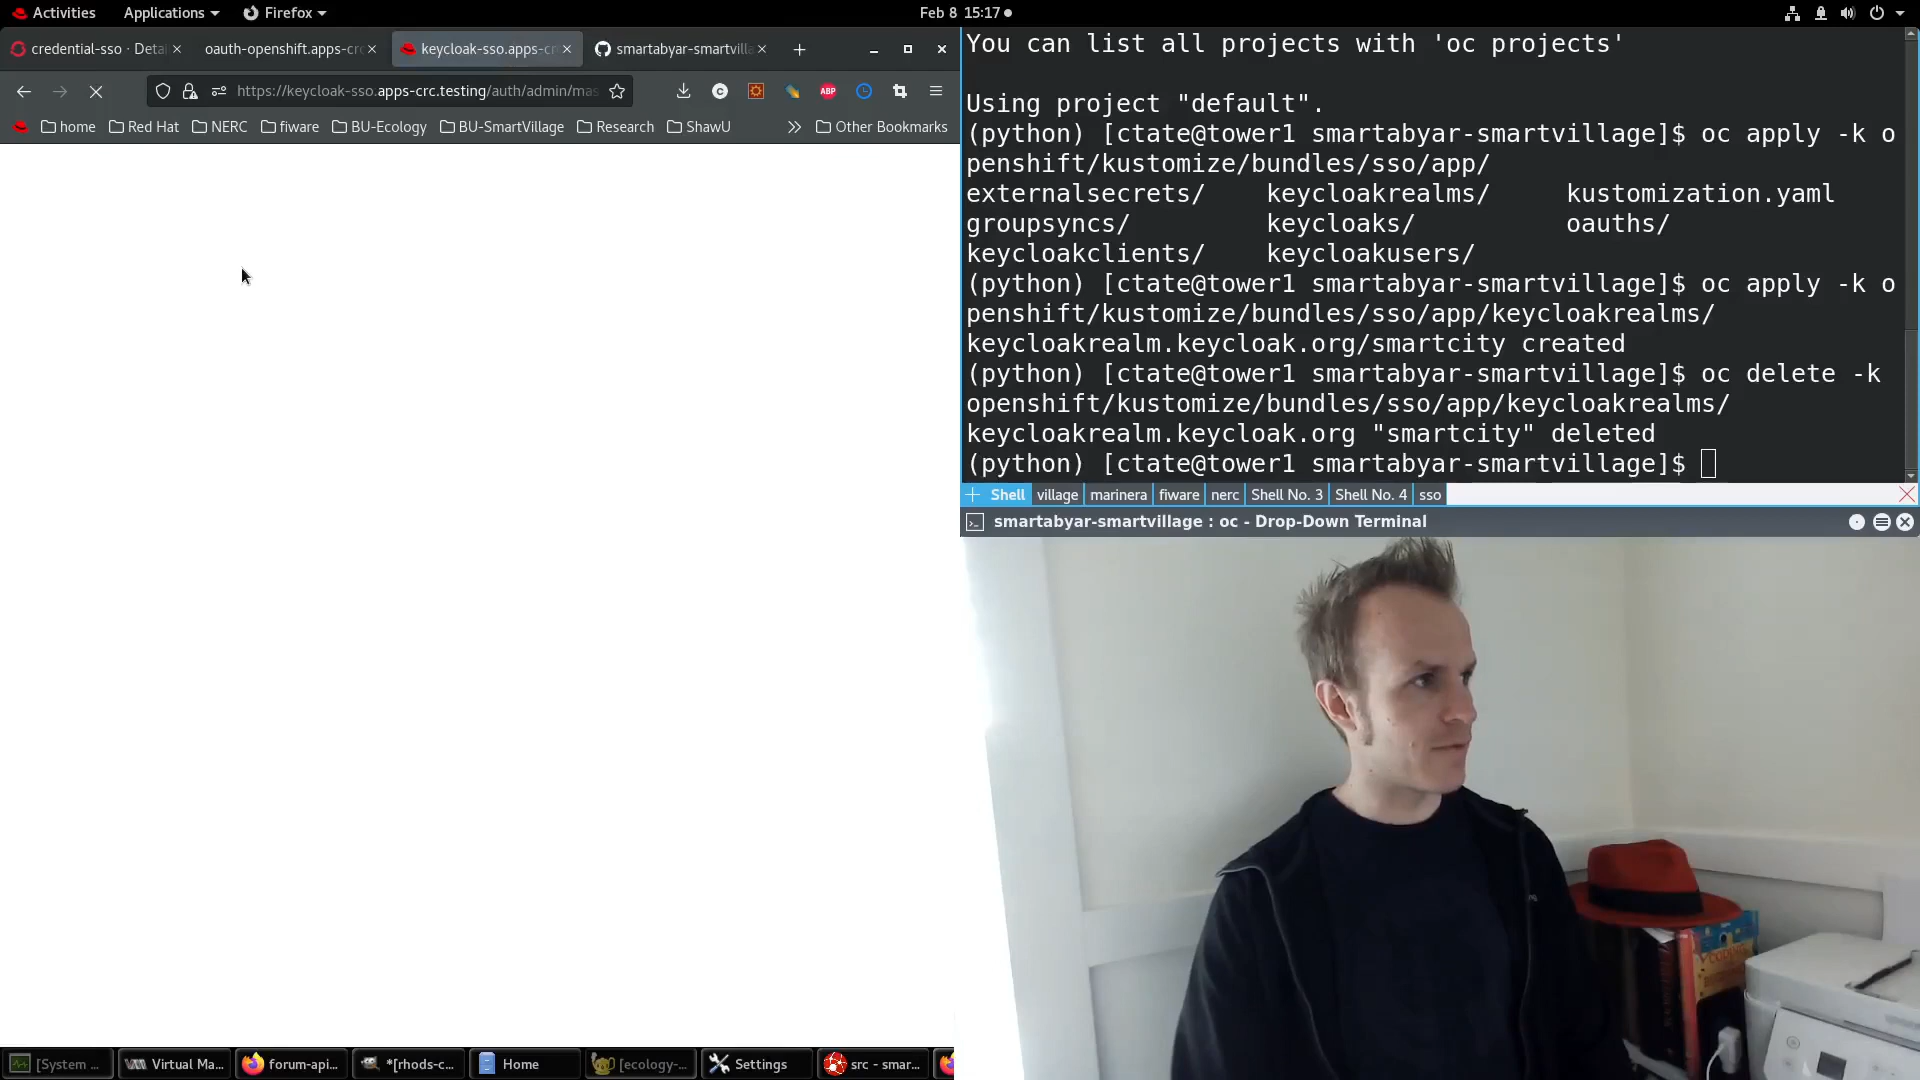 Activities Applications Firefox Feb 8 15:17
credential-sso · Deta oauth-openshift.apps-crc keycloak-sso.apps-cr smartabyar-smartvilla
https://keycloak-sso.apps-crc.testing/auth/admin/mas ABP
home Red Hat NERC fiware BU-Ecology BU-SmartVillage Research ShawU Other Bookmarks
You can list all projects with 'oc projects'
Using project "default".
(python) [ctate@tower1 smartabyar-smartvillage]$ oc apply -k o
penshift/kustomize/bundles/sso/app/
externalsecrets/ keycloakrealms/ kustomization.yaml
groupsyncs/ keycloaks/ oauths/
keycloakclients/ keycloakusers/
(python) [ctate@tower1 smartabyar-smartvillage]$ oc apply -k o
penshift/kustomize/bundles/sso/app/keycloakrealms/
keycloakrealm.keycloak.org/smartcity created
(python) [ctate@tower1 smartabyar-smartvillage]$ oc delete -k
openshift/kustomize/bundles/sso/app/keycloakrealms/
keycloakrealm.keycloak.org "smartcity" deleted
(python) [ctate@tower1 smartabyar-smartvillage]$
Shell village marinera fiware nerc Shell No. 3 Shell No. 4 sso
smartabyar-smartvillage : oc - Drop-Down Terminal
[System ... Virtual Ma... forum-api... *[rhods-c... Home [ecology-... Settings src - smar...